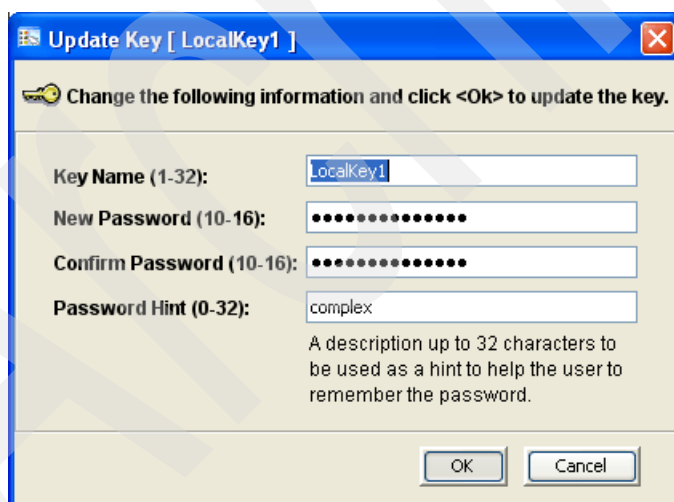 Update Key [ LocalKey1 ]
Change the following information and click <Ok> to update the key.
Key Name (1-32): LocalKey1
New Password (10-16): ••••••••••••••
Confirm Password (10-16): ••••••••••••••
Password Hint (0-32): complex
A description up to 32 characters to
be used as a hint to help the user to
remember the password.
OK Cancel